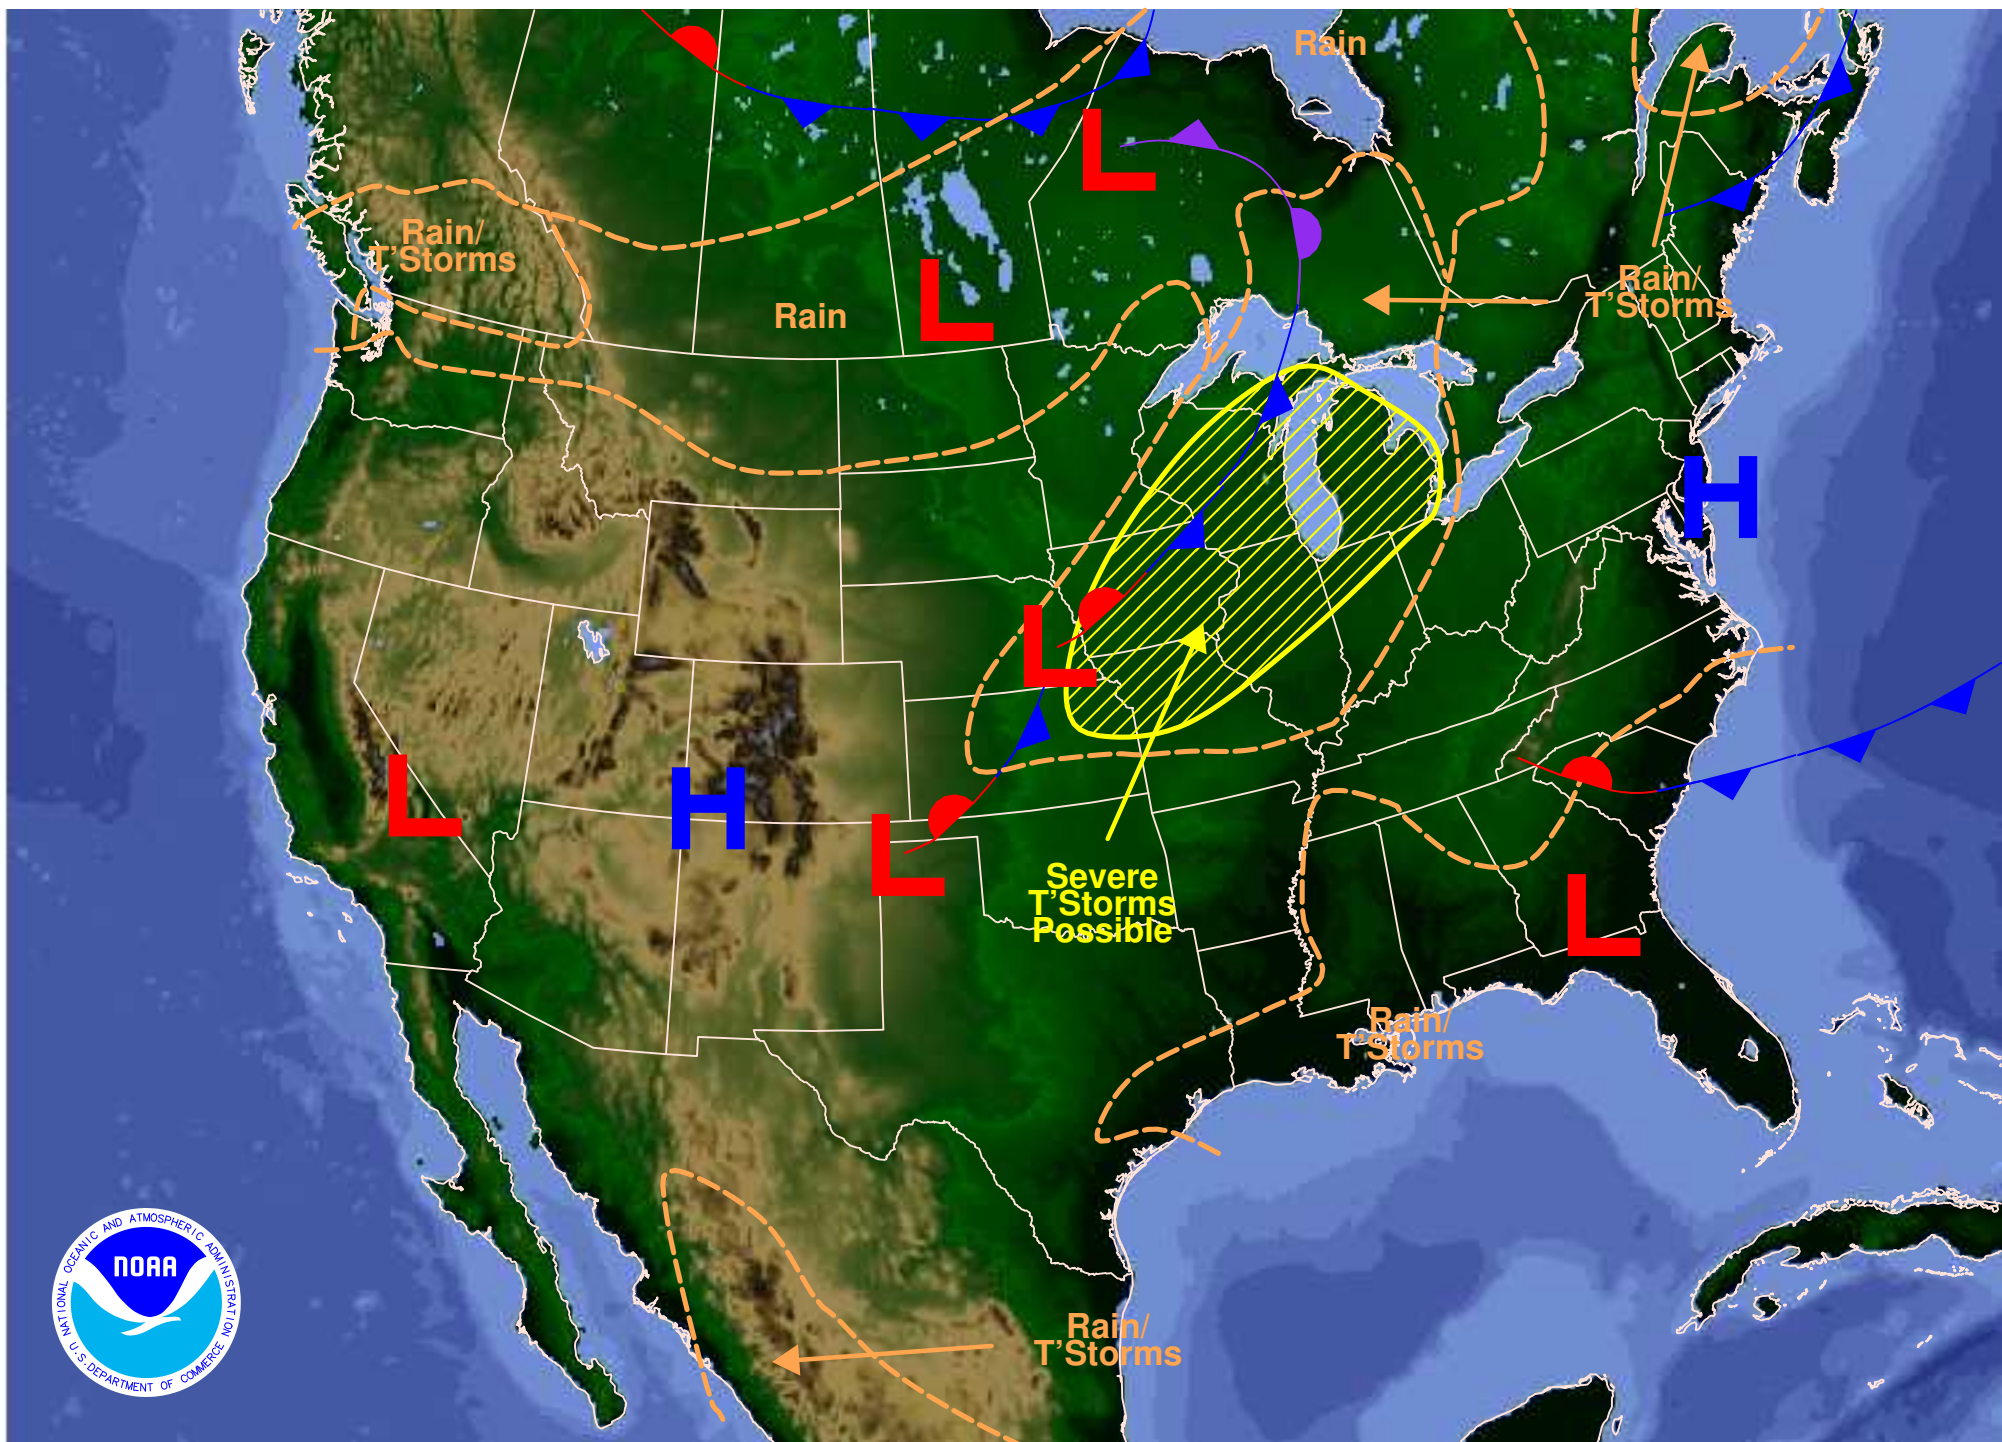 Rain
L
Rain/
T'Storms
L
Rain
Rain/
T'Storms
H
L
L
H
L
Severe
T'Storms
Possible
L
Rain/
T'Storms
Rain/
T'Storms
NATIONAL OCEANIC AND ATMOSPHERIC ADMINISTRATION
NOAA
U.S. DEPARTMENT OF COMMERCE